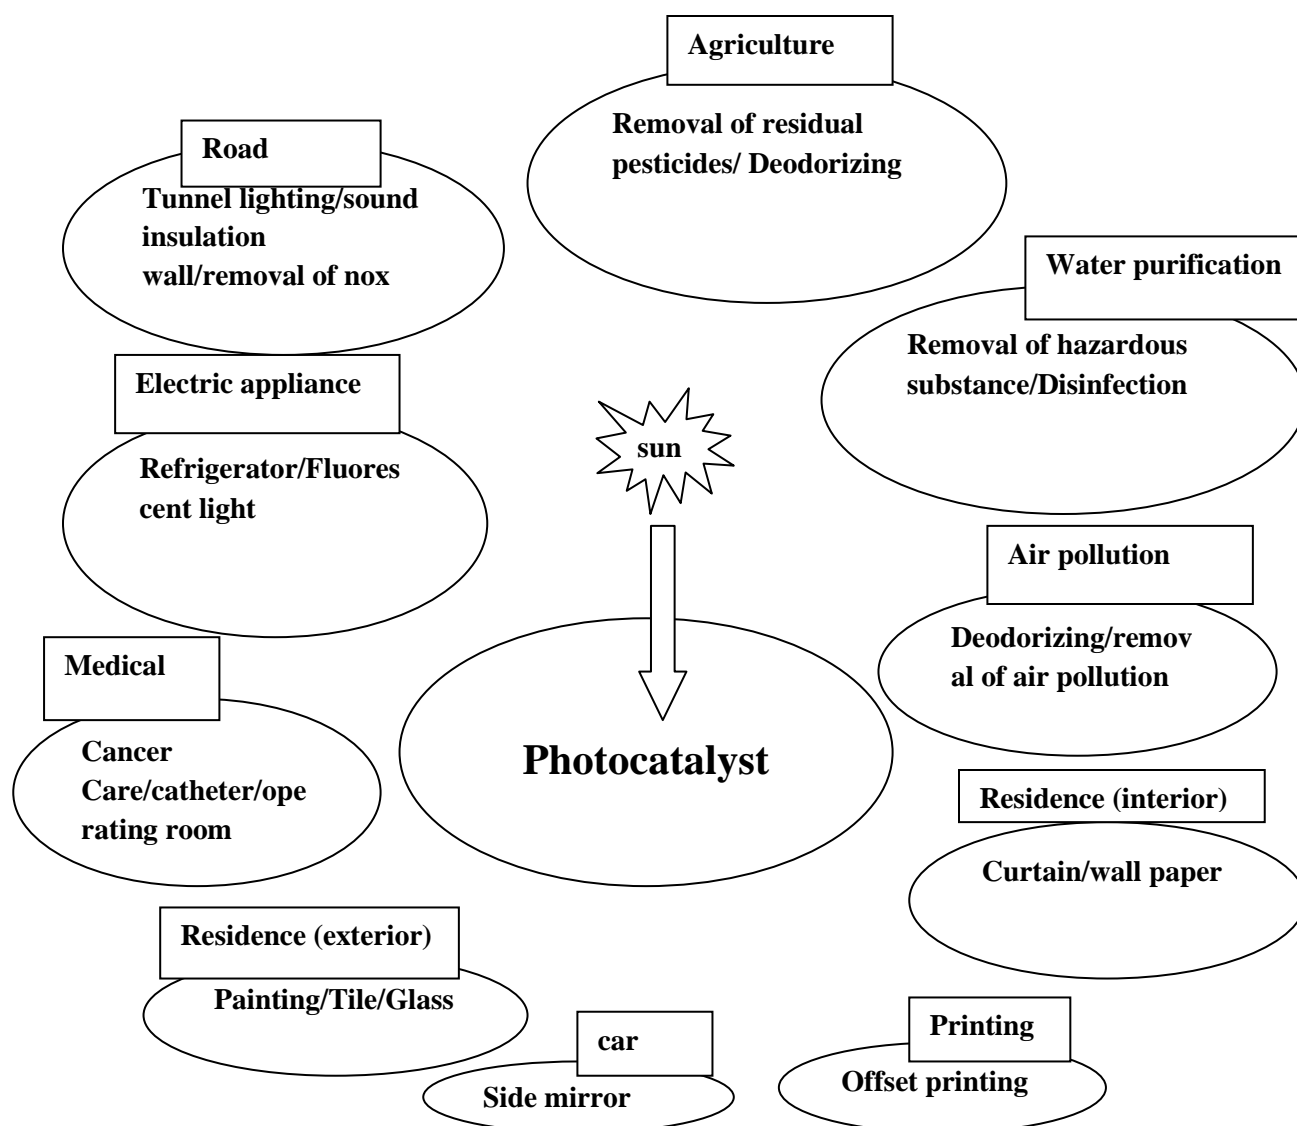 Agriculture
Removal of residual
pesticides/ Deodorizing
Road
Tunnel lighting/sound
insulation
wall/removal of nox
Water purification
Removal of hazardous
substance/Disinfection
Electric appliance
Refrigerator/Fluores
cent light
sun
Air pollution
Deodorizing/remov
al of air pollution
Medical
Cancer
Care/catheter/ope
rating room
Photocatalyst
Residence (interior)
Curtain/wall paper
Residence (exterior)
Painting/Tile/Glass
car
Side mirror
Printing
Offset printing